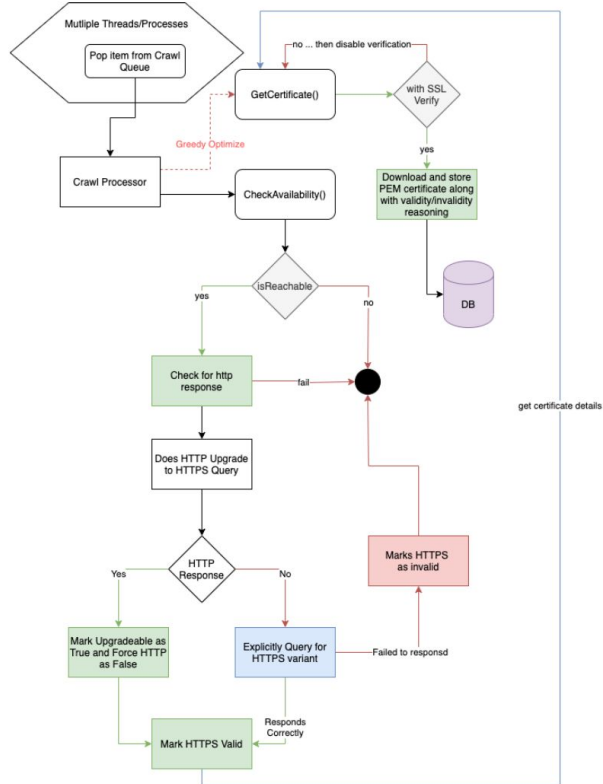 Mutliple Threads/Processes
Pop item from Crawl
Queue
no ... then disable verification
GetCertificate()
with SSL
Verify
Greedy Optimize
yes
Crawl Processor
Download and store
PEM certificate along
with validity/invalidity
reasoning
CheckAvailability()
isReachable
DB
yes
no
Check for http
response
fail
get certificate details
Does HTTP Upgrade
to HTTPS Query
HTTP
Response
Marks HTTPS
as invalid
Yes
No
Mark Upgradeable as
True and Force HTTP
as False
Explicitly Query for
HTTPS variant
Failed to responsd
Responds
Correctly
Mark HTTPS Valid